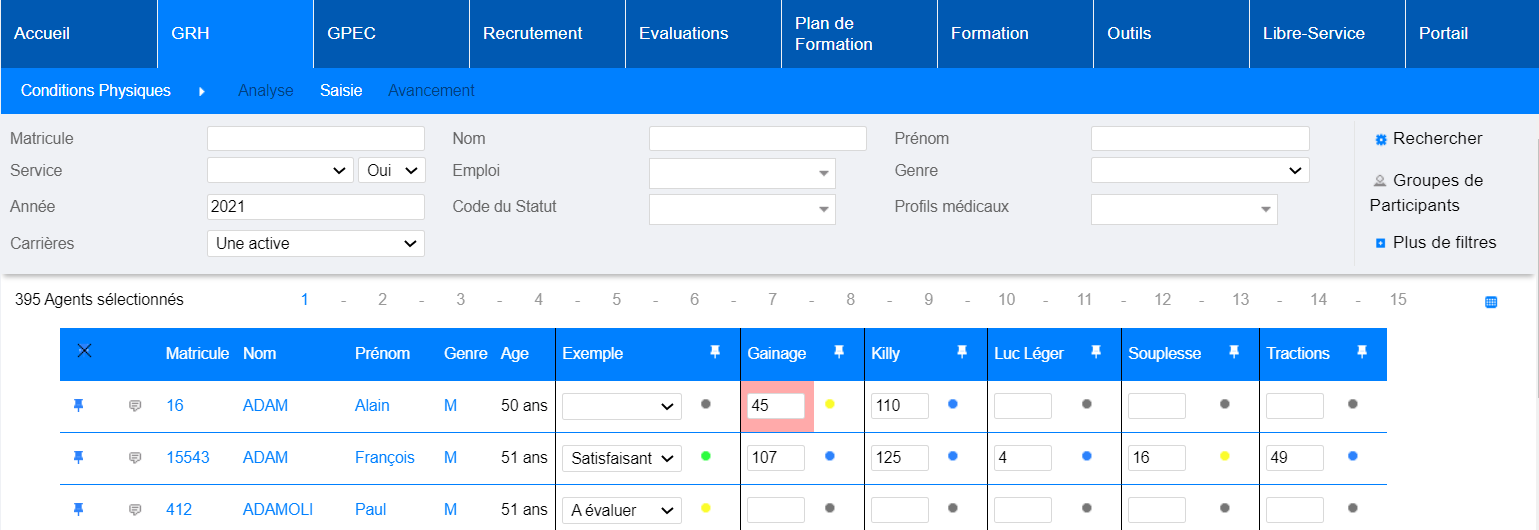 Accueil GRH GPEC Recrutement Evaluations Plan de Formation Formation Outils Libre-Service Portail
Conditions Physiques Analyse Saisie Avancement
Matricule Nom Prénom Rechercher
Service Oui Emploi Genre
Groupes de Participants
Année 2021 Code du Statut Profils médicaux
Carrières Une active Plus de filtres
395 Agents sélectionnés 1 - 2 - 3 - 4 - 5 - 6 - 7 - 8 - 9 - 10 - 11 - 12 - 13 - 14 - 15
Matricule Nom Prénom Genre Age Exemple Gainage Killy Luc Léger Souplesse Tractions
16 ADAM Alain M 50 ans 45 110
15543 ADAM François M 51 ans Satisfaisant 107 125 4 16 49
412 ADAMOLI Paul M 51 ans A évaluer